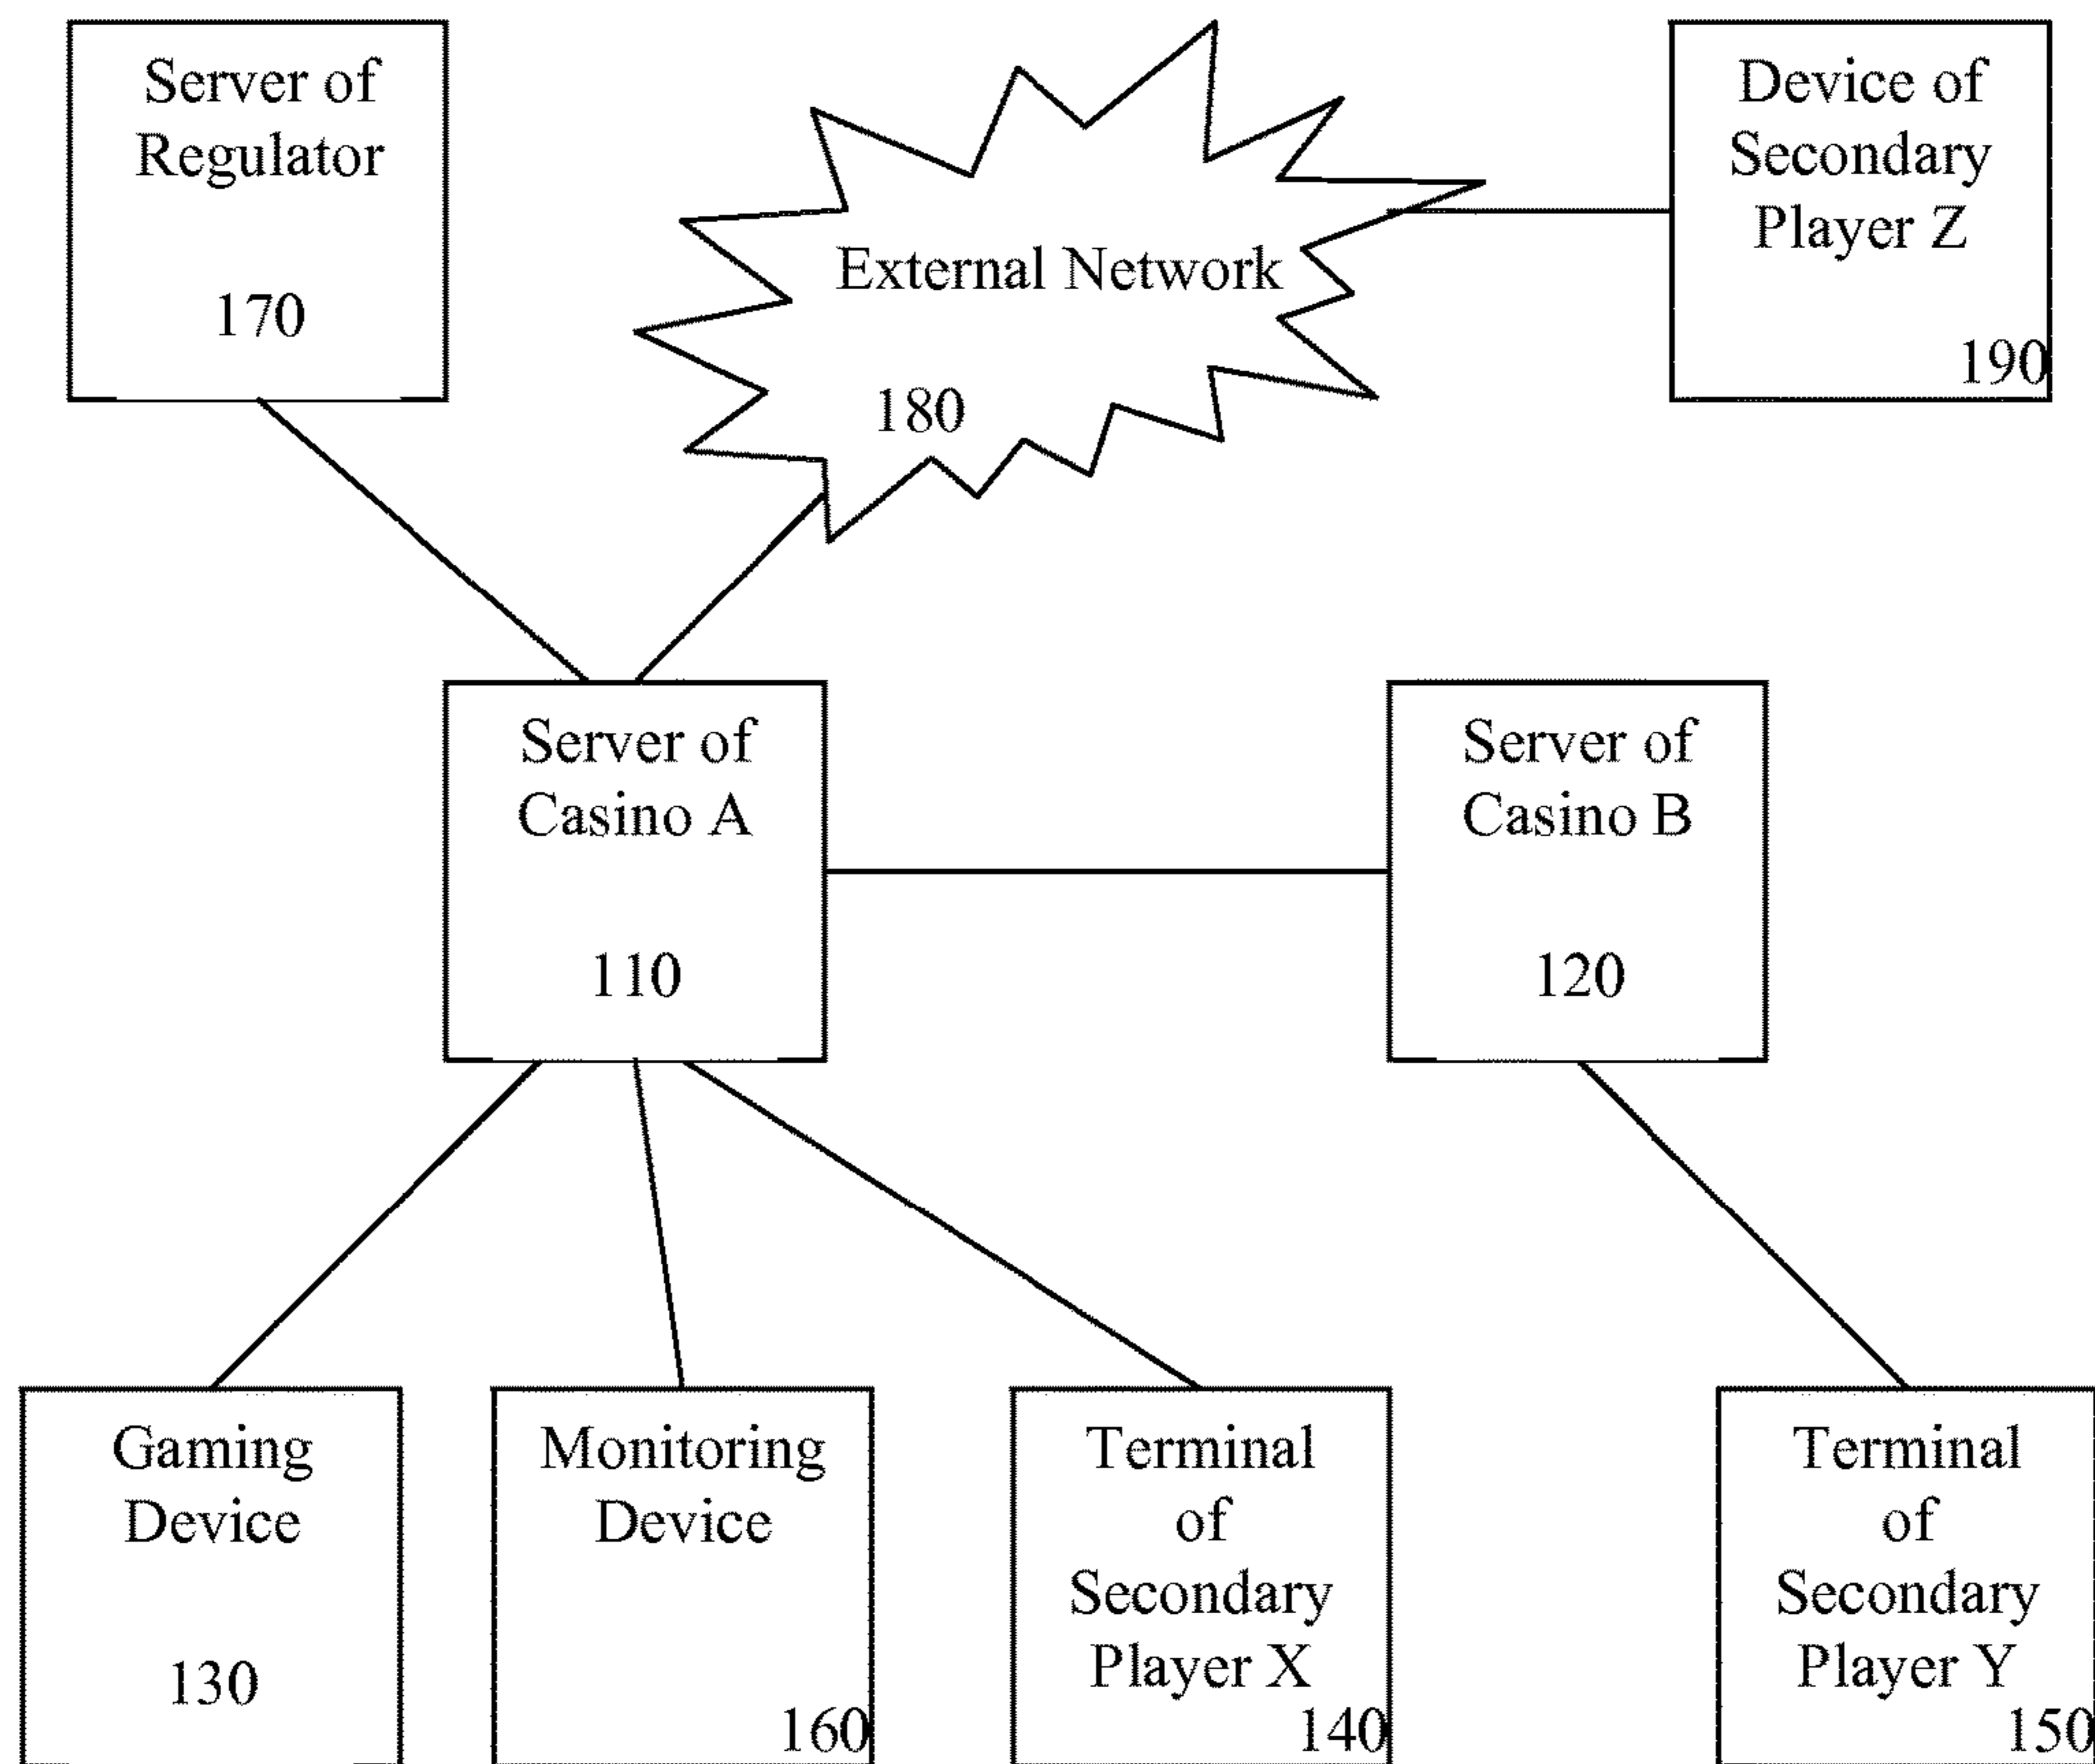 Server of
Regulator
170
External Network
180
Device of
Secondary
Player Z
190
Server of
Casino A
110
Server of
Casino B
120
Gaming
Device
130
Monitoring
Device
160
Terminal
of
Secondary
Player X
140
Terminal
of
Secondary
Player Y
150